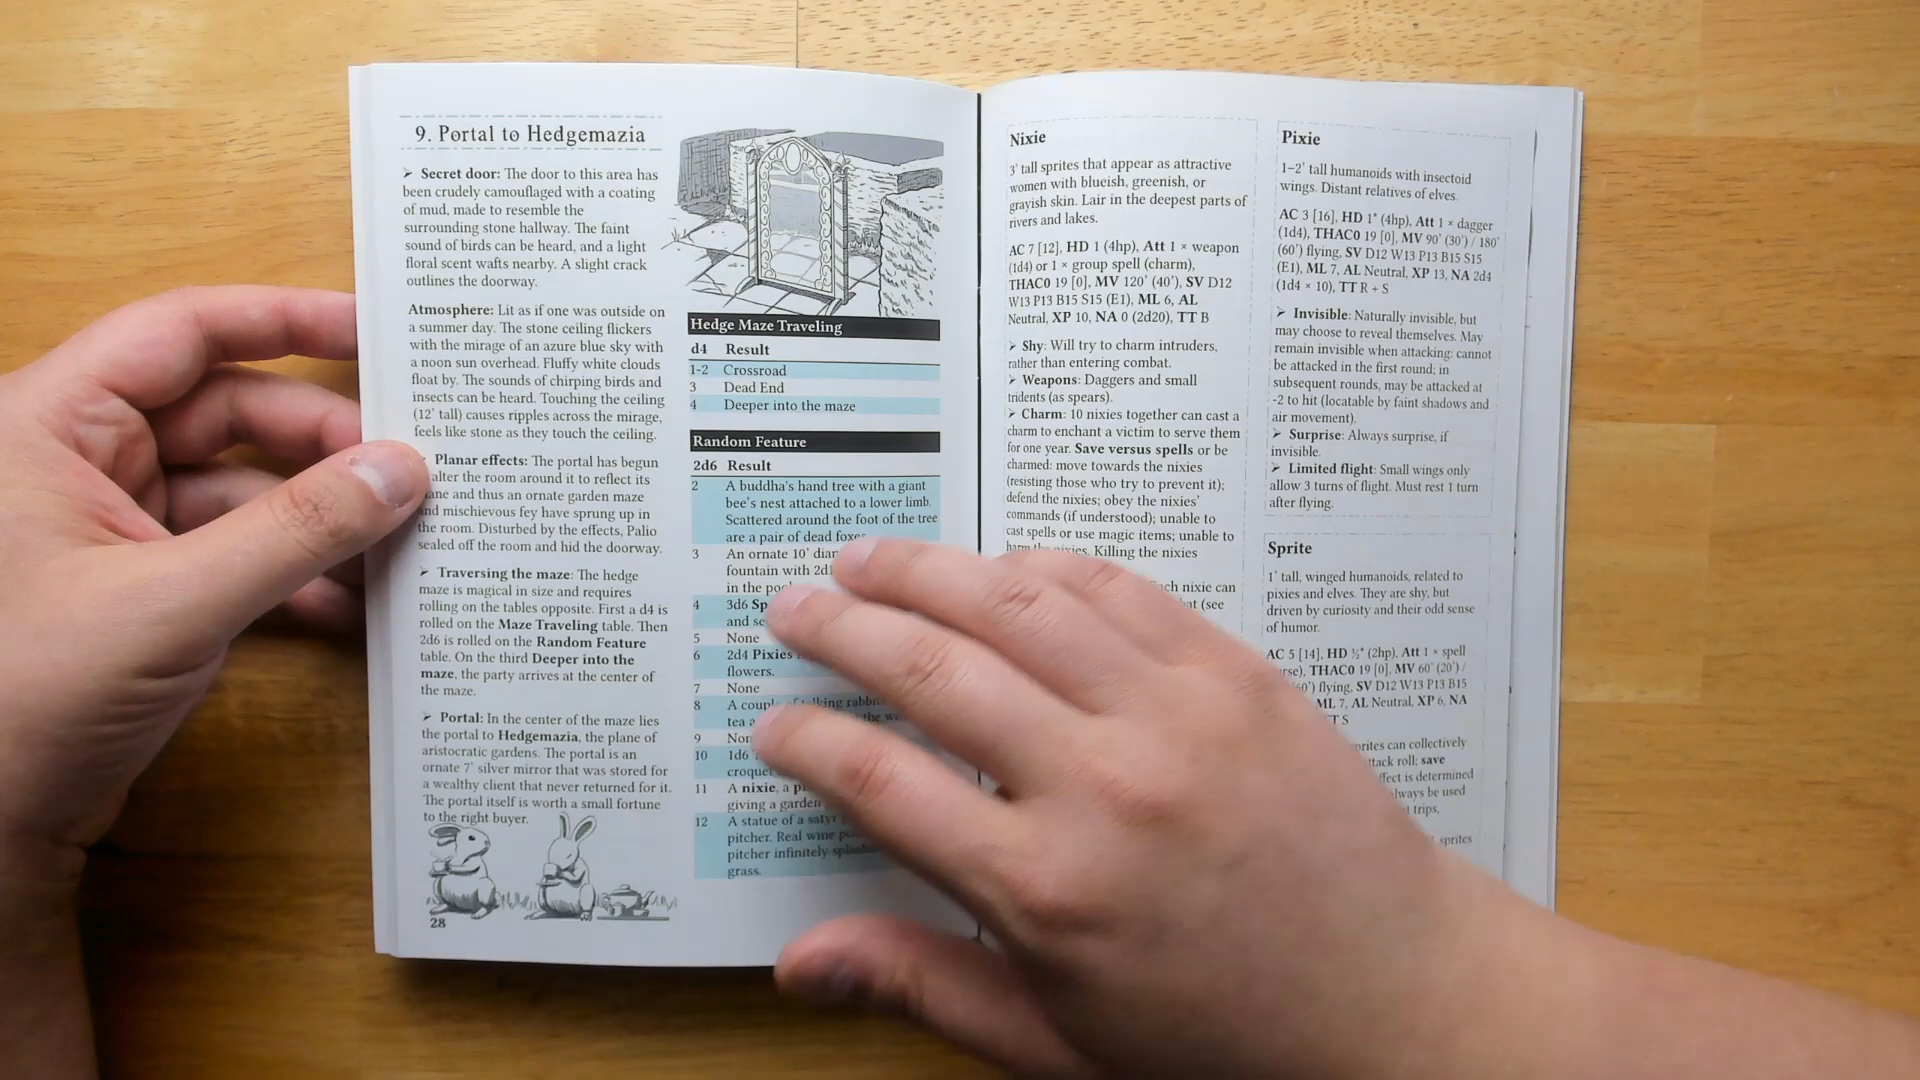 9. Portal to Hedgemazia
➢ Secret door: The door to this area has
been crudely camouflaged with a coating
of mud, made to resemble the
surrounding stone hallway. The faint
sound of birds can be heard, and a light
floral scent wafts nearby. A slight crack
outlines the doorway.
Atmosphere: Lit as if one was outside on
a summer day. The stone ceiling flickers
with the mirage of an azure blue sky with
a noon sun overhead. Fluffy white clouds
float by. The sounds of chirping birds and
insects can be heard. Touching the ceiling
(12' tall) causes ripples across the mirage,
feels like stone as they touch the ceiling.
Planar effects: The portal has begun
alter the room around it to reflect its
and thus an ornate garden maze
and mischievous fey have sprung up in
the room. Disturbed by the effects, Palio
sealed off the room and hid the doorway.
➢ Traversing the maze: The hedge
maze is magical in size and requires
rolling on the tables opposite. First a d4 is
rolled on the Maze Traveling table. Then
2d6 is rolled on the Random Feature
table. On the third Deeper into the
maze, the party arrives at the center of
the maze.
➢ Portal: In the center of the maze lies
the portal to Hedgemazia, the plane of
aristocratic gardens. The portal is an
ornate 7' silver mirror that was stored for
a wealthy client that never returned for it.
The portal itself is worth a small fortune
to the right buyer.
28
Hedge Maze Traveling
d4 Result
1-2 Crossroad
3 Dead End
4 Deeper into the maze
Random Feature
2d6 Result
2 A buddha's hand tree with a giant
bee's nest attached to a lower limb.
Scattered around the foot of the tree
are a pair of dead foxes
3 An ornate 10'
fountain with
in the
4 3d6
and
5 None
6 2d4 Pixies
flowers.
7 None
8 A couple of talking
tea
9
10 1d6
croquet
11 A nixie, a
giving a garden
12 A statue of a satyr
pitcher. Real wine
pitcher infinitely
grass.
Nixie
3' tall sprites that appear as attractive
women with blueish, greenish, or
grayish skin. Lair in the deepest parts of
rivers and lakes.
AC 7 [12], HD 1 (4hp), Att 1 × weapon
(1d4) or 1 × group spell (charm),
THAC0 19 [0], MV 120' (40'), SV D12
W13 P13 B15 S15 (E1), ML 6, AL
Neutral, XP 10, NA 0 (2d20), TT B
➢ Shy: Will try to charm intruders,
rather than entering combat.
➢ Weapons: Daggers and small
tridents (as spears).
➢ Charm: 10 nixies together can cast a
charm to enchant a victim to serve them
for one year. Save versus spells or be
charmed: move towards the nixies
(resisting those who try to prevent it);
defend the nixies; obey the nixies'
commands (if understood); unable to
cast spells or use magic items; unable to
harm the nixies. Killing the nixies
nixie can
(see
Pixie
1–2' tall humanoids with insectoid
wings. Distant relatives of elves.
AC 3 [16], HD 1* (4hp), Att 1 × dagger
(1d4), THAC0 19 [0], MV 90' (30') / 180'
(60') flying, SV D12 W13 P13 B15 S15
(E1), ML 7, AL Neutral, XP 13, NA 2d4
(1d4 × 10), TT R + S
➢ Invisible: Naturally invisible, but
may choose to reveal themselves. May
remain invisible when attacking: cannot
be attacked in the first round; in
subsequent rounds, may be attacked at
-2 to hit (locatable by faint shadows and
air movement).
➢ Surprise: Always surprise, if
invisible.
➢ Limited flight: Small wings only
allow 3 turns of flight. Must rest 1 turn
after flying.
Sprite
1' tall, winged humanoids, related to
pixies and elves. They are shy, but
driven by curiosity and their odd sense
of humor.
AC 5 [14], HD ½* (2hp), Att 1 × spell
THAC0 19 [0], MV 60' (20') /
flying, SV D12 W13 P13 B15
ML 7, AL Neutral, XP 6, NA
S
can collectively
roll; save
is determined
be used
trips,
sprites